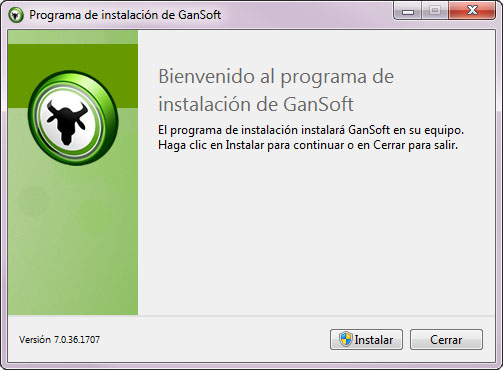 Programa de instalación de GanSoft
Bienvenido al programa de
instalación de GanSoft
El programa de instalación instalará GanSoft en su equipo.
Haga clic en Instalar para continuar o en Cerrar para salir.
Versión 7.0.36.1707
Instalar
Cerrar